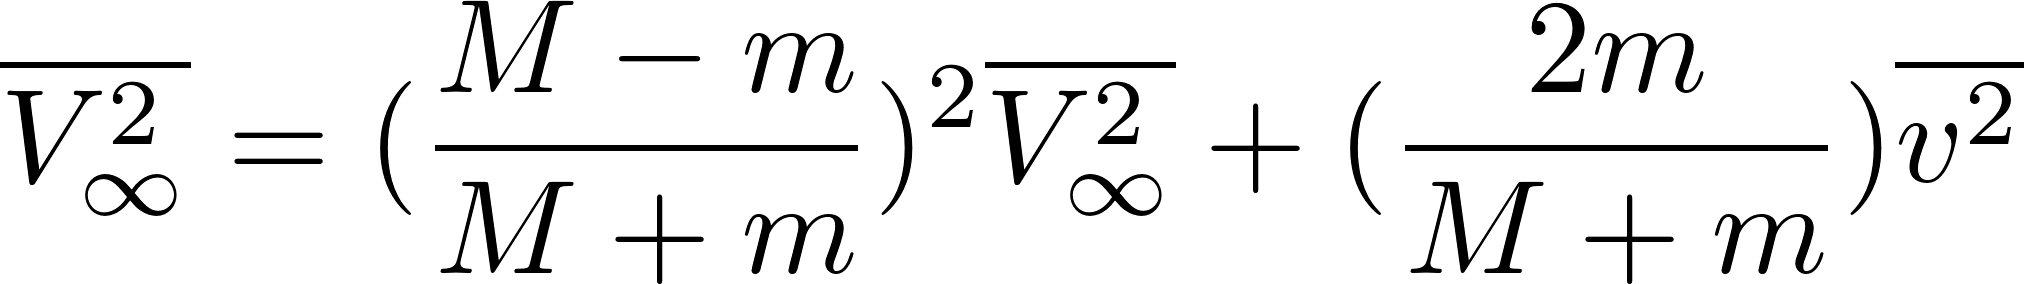 \overline{V_\infty^2} = (\frac{M-m}{M+m})^2 \overline{V_\infty^2} + (\frac{2m}{M+m}) \overline{v^2}